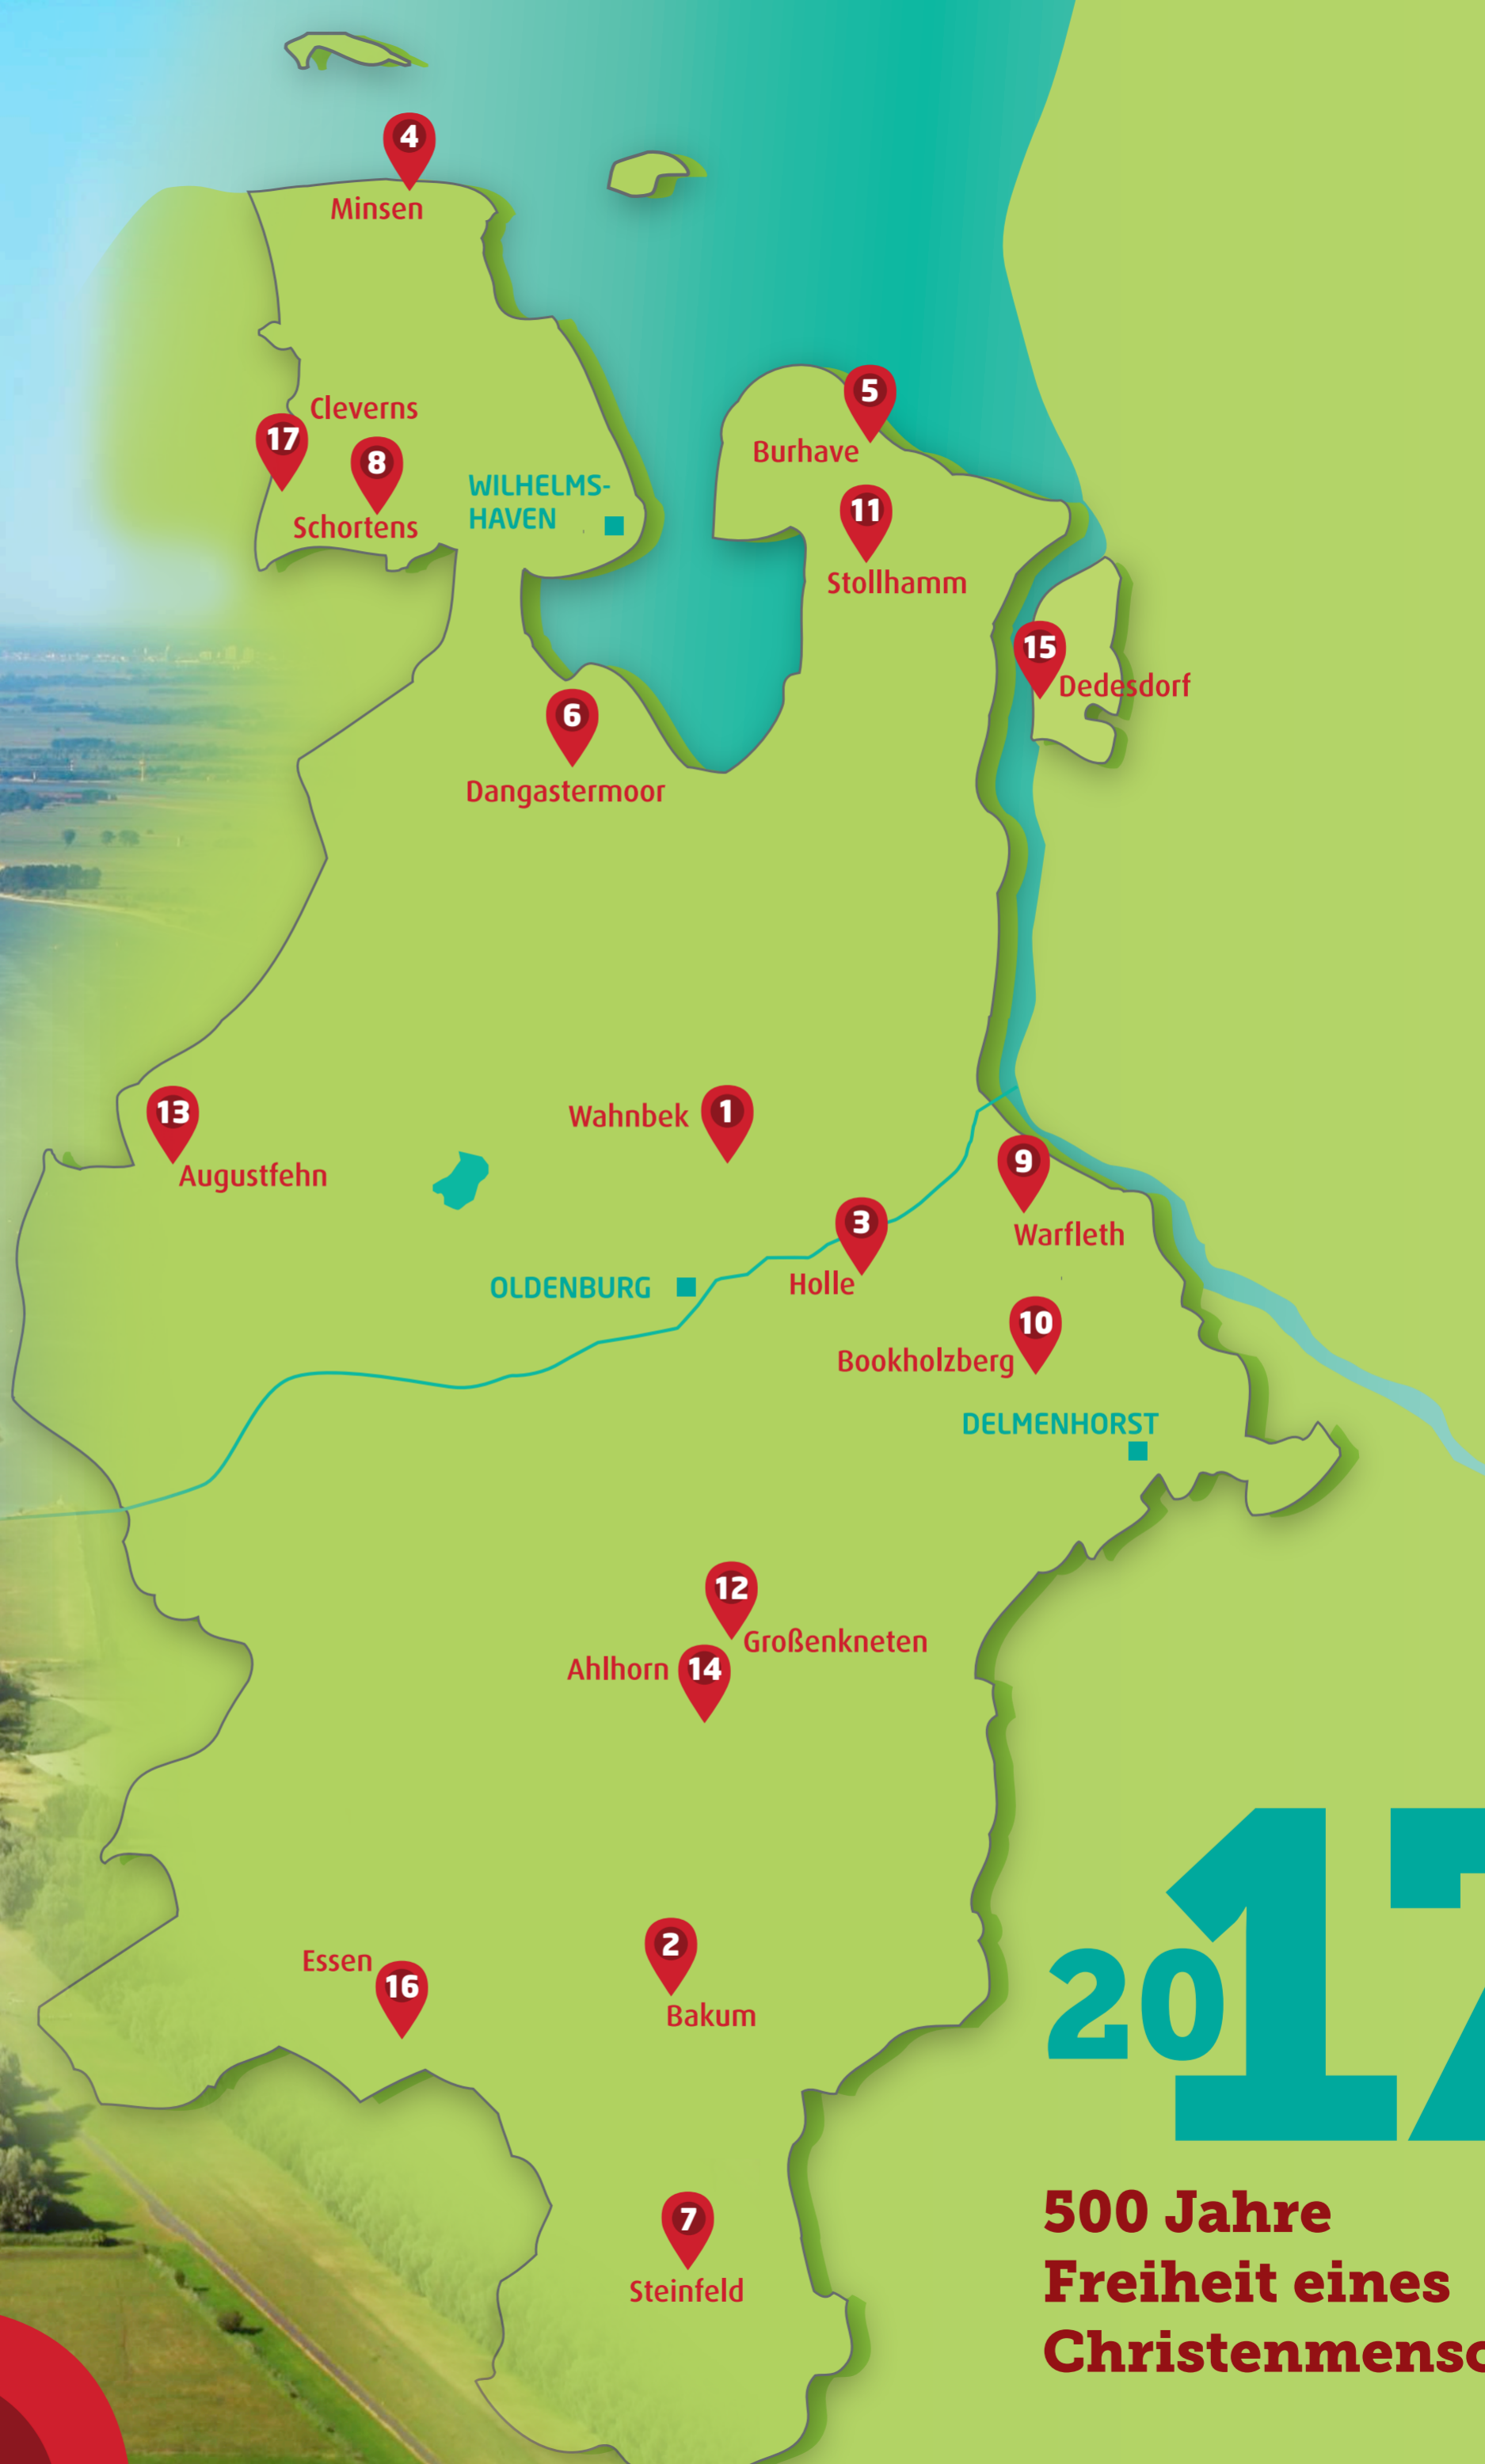 4
Minsen
5
Burhave
Cleverns
17
8
Schortens
WILHELMS-
HAVEN
11
Stollhamm
15
Dedesdorf
6
Dangastermoor
13
Augustfehn
Wahnbek
1
9
Warfleth
3
Holle
OLDENBURG
10
Bookholzberg
DELMENHORST
12
Großenkneten
Ahlhorn
14
2
Bakum
Essen
16
7
Steinfeld
2017
500 Jahre
Freiheit eines
Christenmensc